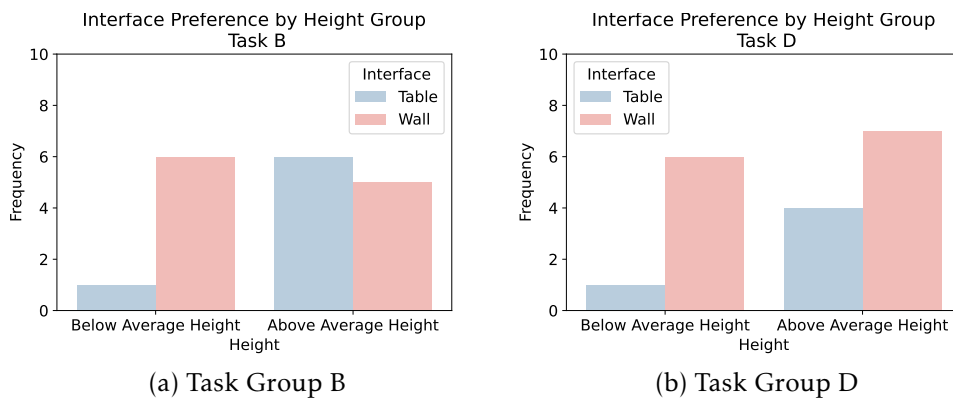 Interface Preference by Height Group
Task B
10
8
6
4
2
0
Frequency
Interface
Table
Wall
Below Average Height
Above Average Height
Height
(a) Task Group B
Interface Preference by Height Group
Task D
10
8
6
4
2
0
Frequency
Interface
Table
Wall
Below Average Height
Above Average Height
Height
(b) Task Group D